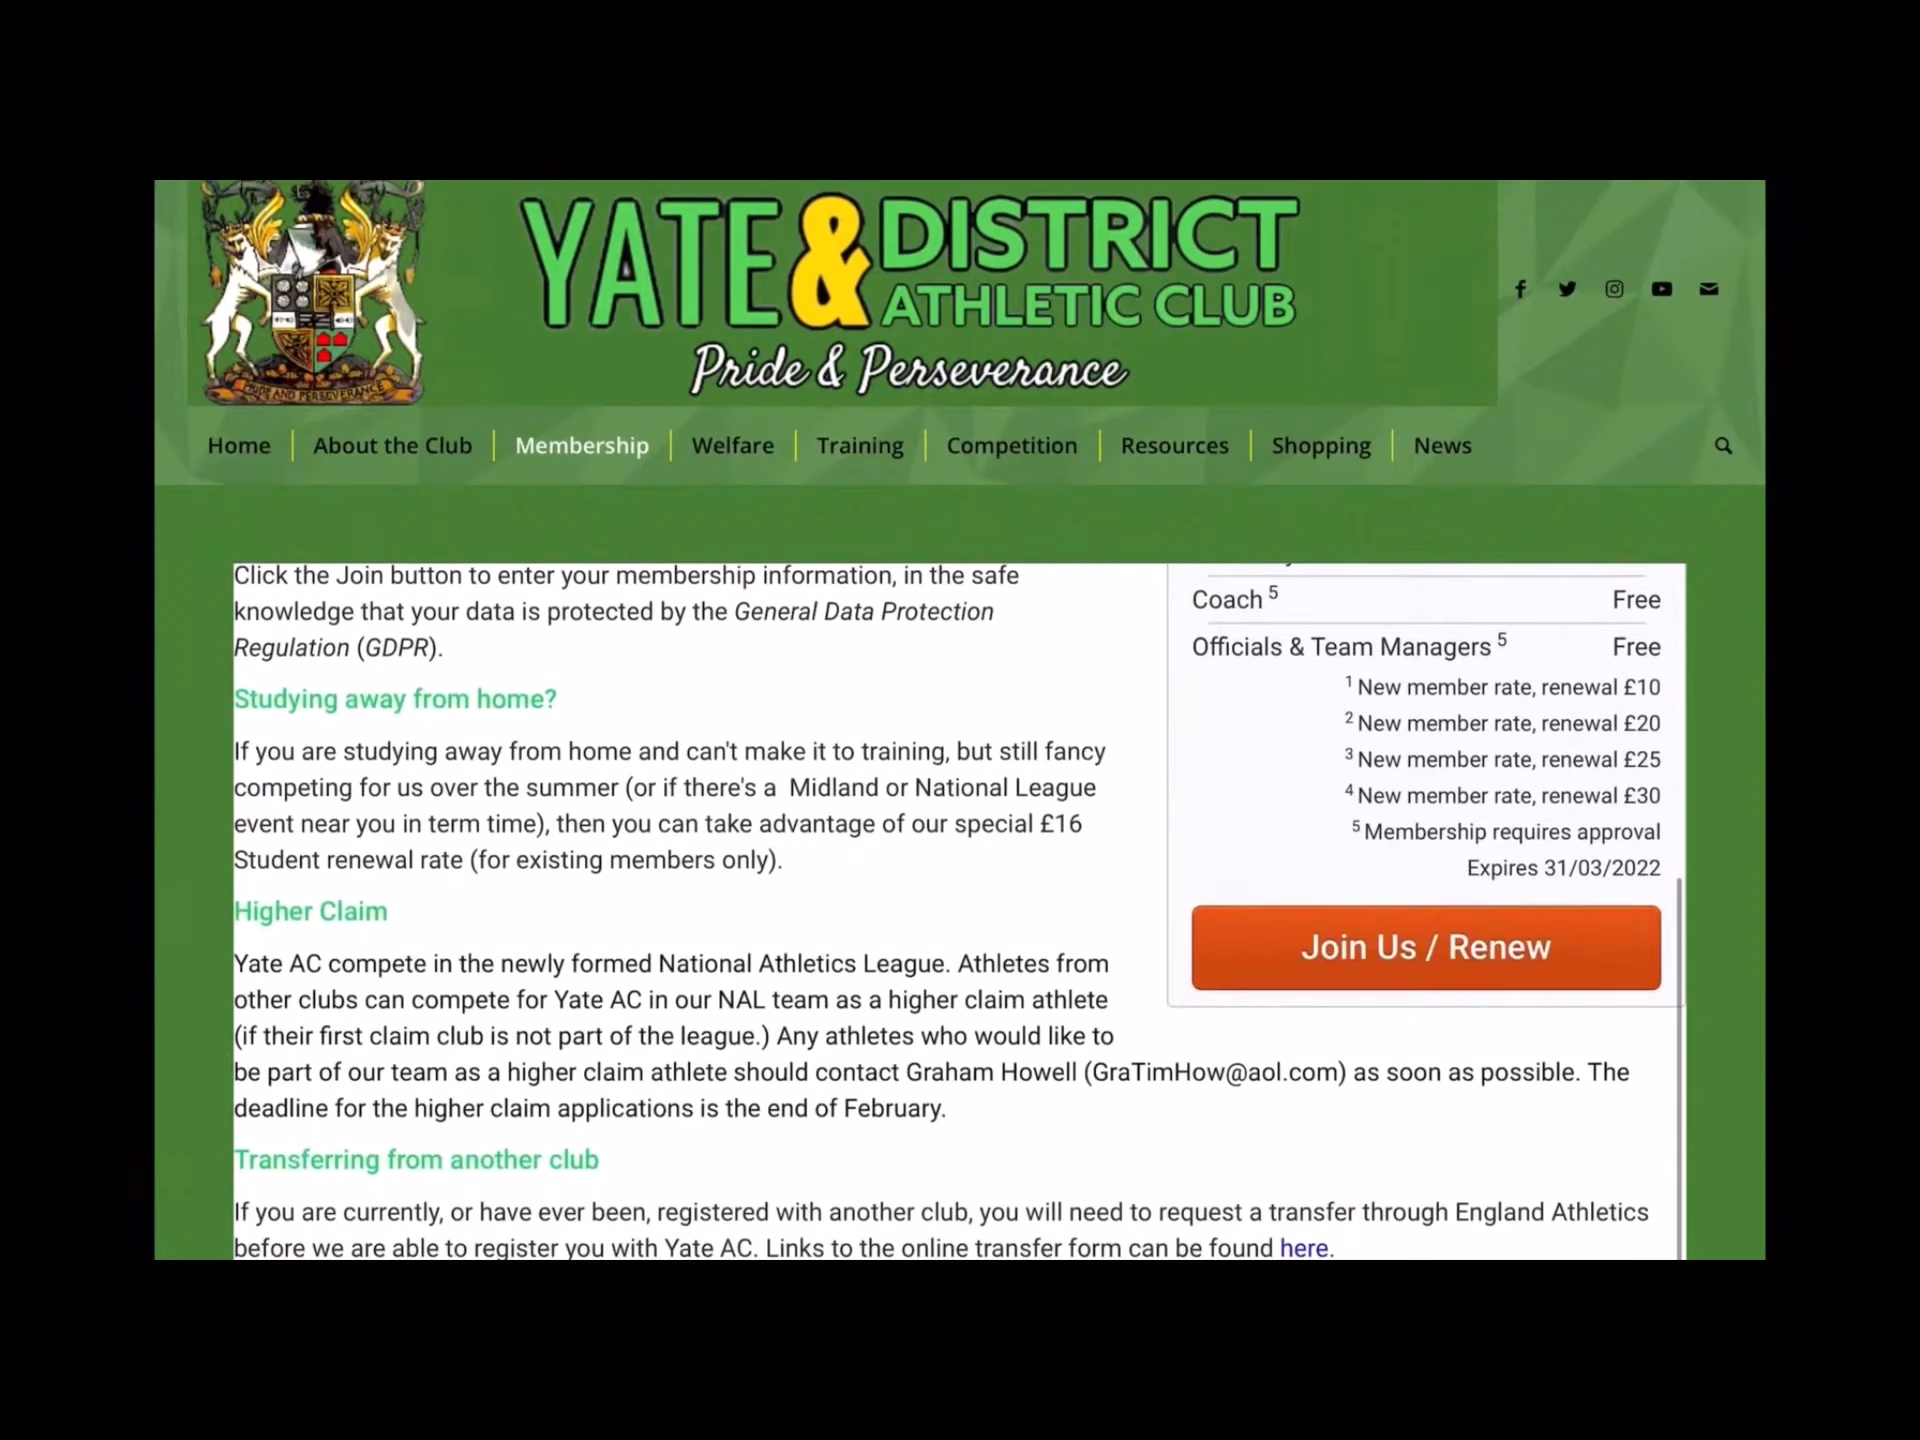 YATE & DISTRICT
ATHLETIC CLUB
Pride & Perseverance
PRIDE AND PERSEVERANCE
Home
About the Club
Membership
Welfare
Training
Competition
Resources
Shopping
News
Click the Join button to enter your membership information, in the safe
knowledge that your data is protected by the General Data Protection
Regulation (GDPR).
Studying away from home?
If you are studying away from home and can't make it to training, but still fancy
competing for us over the summer (or if there's a Midland or National League
event near you in term time), then you can take advantage of our special £16
Student renewal rate (for existing members only).
Higher Claim
Yate AC compete in the newly formed National Athletics League. Athletes from
other clubs can compete for Yate AC in our NAL team as a higher claim athlete
(if their first claim club is not part of the league.) Any athletes who would like to
be part of our team as a higher claim athlete should contact Graham Howell (GraTimHow@aol.com) as soon as possible. The
deadline for the higher claim applications is the end of February.
Transferring from another club
If you are currently, or have ever been, registered with another club, you will need to request a transfer through England Athletics
before we are able to register you with Yate AC. Links to the online transfer form can be found here.
Coach 5 Free
Officials & Team Managers 5 Free
1 New member rate, renewal £10
2 New member rate, renewal £20
3 New member rate, renewal £25
4 New member rate, renewal £30
5 Membership requires approval
Expires 31/03/2022
Join Us / Renew